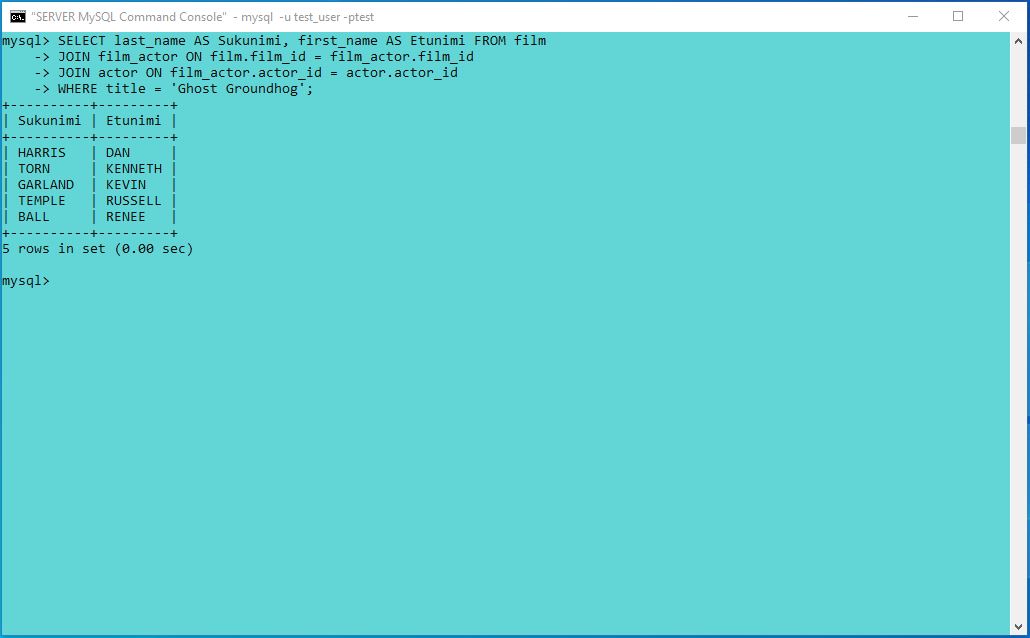 "SERVER MySQL Command Console" - mysql -u test_user -ptest
mysql> SELECT last_name AS Sukunimi, first_name AS Etunimi FROM film
    -> JOIN film_actor ON film.film_id = film_actor.film_id
    -> JOIN actor ON film_actor.actor_id = actor.actor_id
    -> WHERE title = 'Ghost Groundhog';
+----------+---------+
| Sukunimi | Etunimi |
+----------+---------+
| HARRIS   | DAN     |
| TORN     | KENNETH |
| GARLAND  | KEVIN   |
| TEMPLE   | RUSSELL |
| BALL     | RENEE   |
+----------+---------+
5 rows in set (0.00 sec)
mysql>